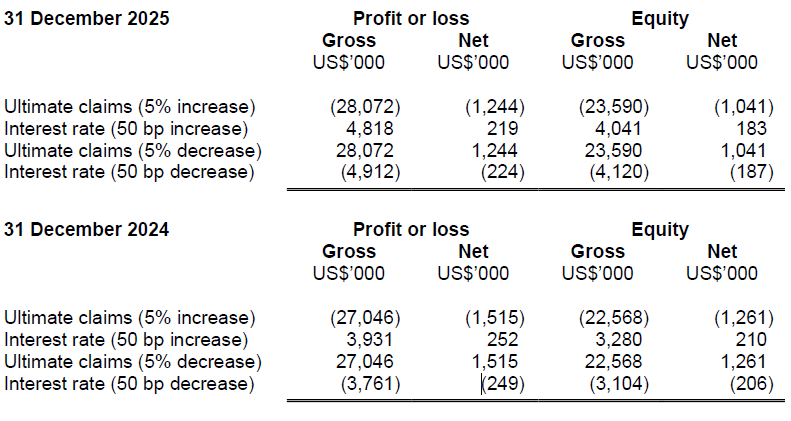 31 December 2025 Profit or loss Equity
Gross Net Gross Net
US$’000 US$’000 US$’000 US$’000
Ultimate claims (5% increase) (28,072) (1,244) (23,590) (1,041)
Interest rate (50 bp increase) 4,818 219 4,041 183
Ultimate claims (5% decrease) 28,072 1,244 23,590 1,041
Interest rate (50 bp decrease) (4,912) (224) (4,120) (187)
31 December 2024 Profit or loss Equity
Gross Net Gross Net
US$’000 US$’000 US$’000 US$’000
Ultimate claims (5% increase) (27,046) (1,515) (22,568) (1,261)
Interest rate (50 bp increase) 3,931 252 3,280 210
Ultimate claims (5% decrease) 27,046 1,515 22,568 1,261
Interest rate (50 bp decrease) (3,761) (249) (3,104) (206)